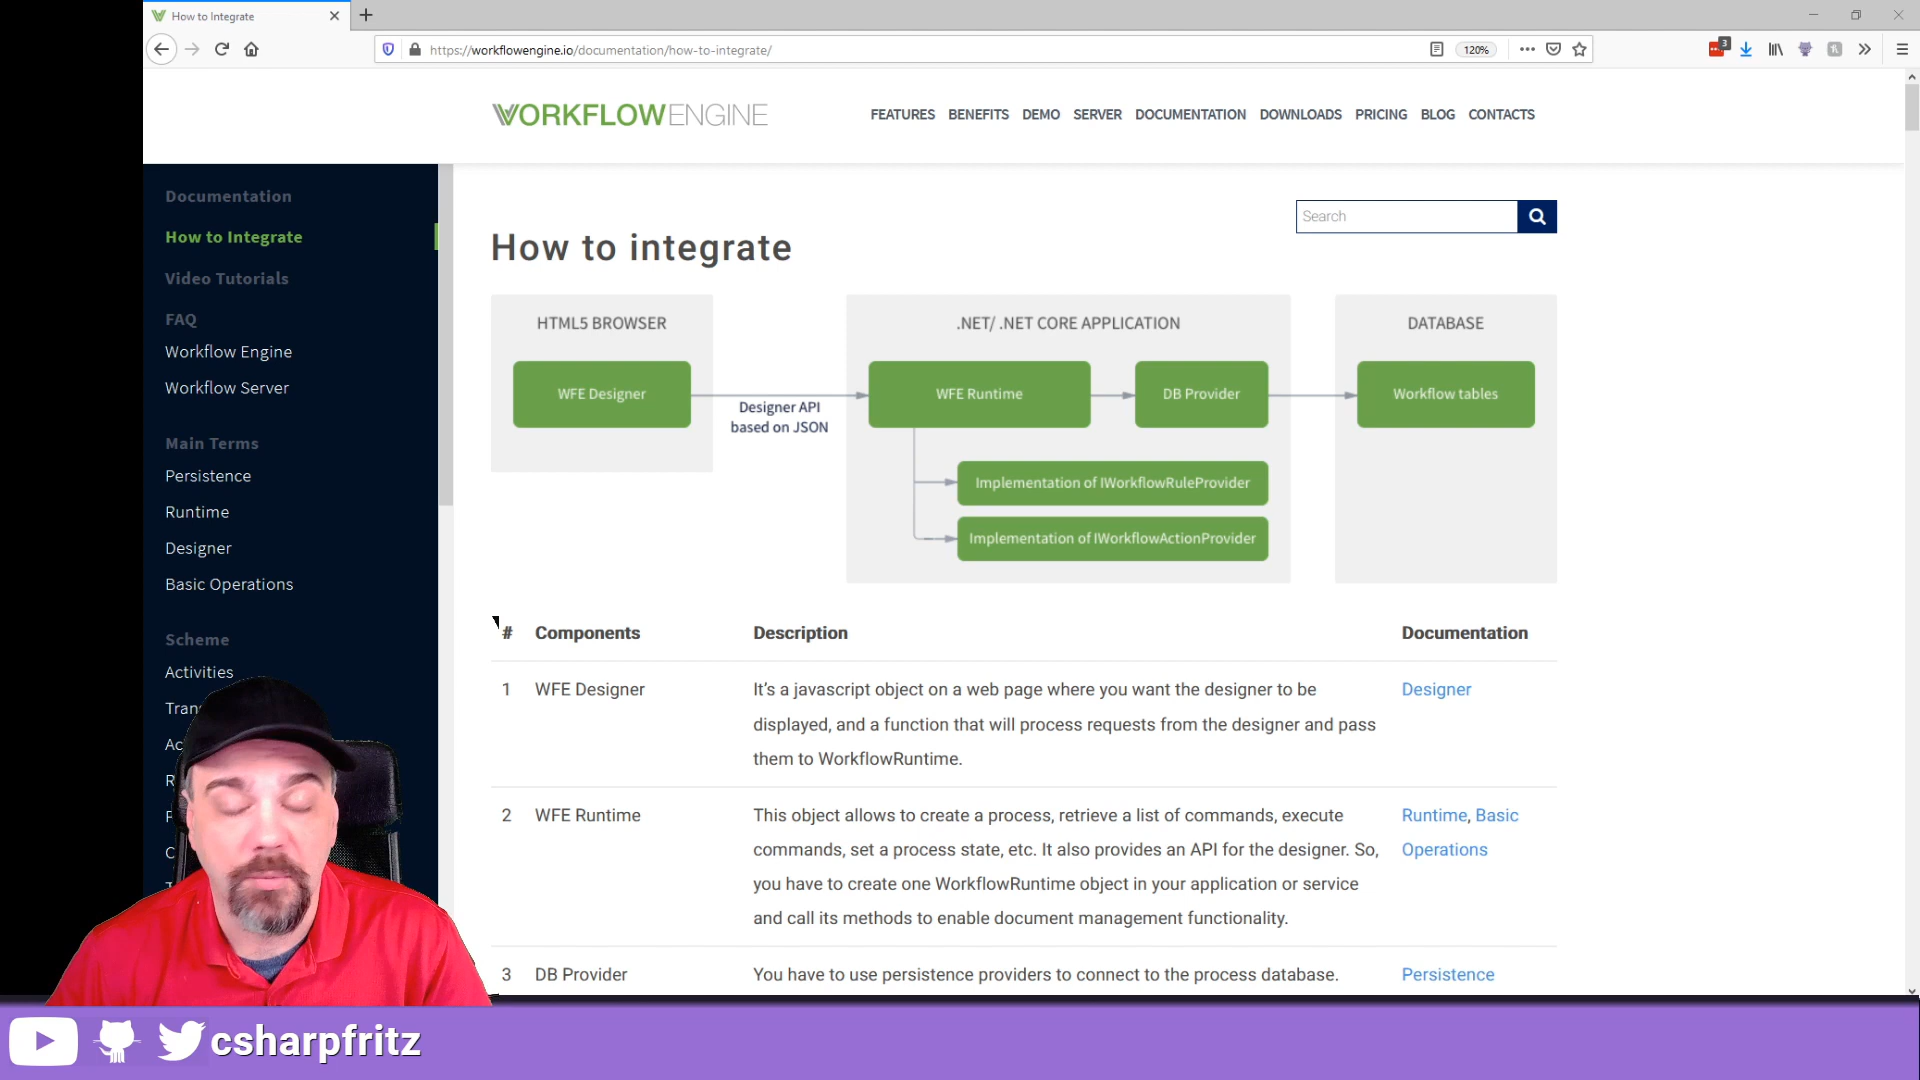 How to Integrate
https://workflowengine.io/documentation/how-to-integrate/
120%
3
WORKFLOWENGINE
FEATURES BENEFITS DEMO SERVER DOCUMENTATION DOWNLOADS PRICING BLOG CONTACTS
Documentation
How to Integrate
Video Tutorials
FAQ
Workflow Engine
Workflow Server
Main Terms
Persistence
Runtime
Designer
Basic Operations
Scheme
Activities
Search
How to integrate
HTML5 BROWSER
WFE Designer
Designer API
based on JSON
.NET/ .NET CORE APPLICATION
WFE Runtime
DB Provider
Implementation of IWorkflowRuleProvider
Implementation of IWorkflowActionProvider
DATABASE
Workflow tables
# Components Description Documentation
1 WFE Designer It's a javascript object on a web page where you want the designer to be Designer
displayed, and a function that will process requests from the designer and pass
them to WorkflowRuntime.
2 WFE Runtime This object allows to create a process, retrieve a list of commands, execute Runtime, Basic
commands, set a process state, etc. It also provides an API for the designer. So, Operations
you have to create one WorkflowRuntime object in your application or service
and call its methods to enable document management functionality.
3 DB Provider You have to use persistence providers to connect to the process database. Persistence
csharpfritz